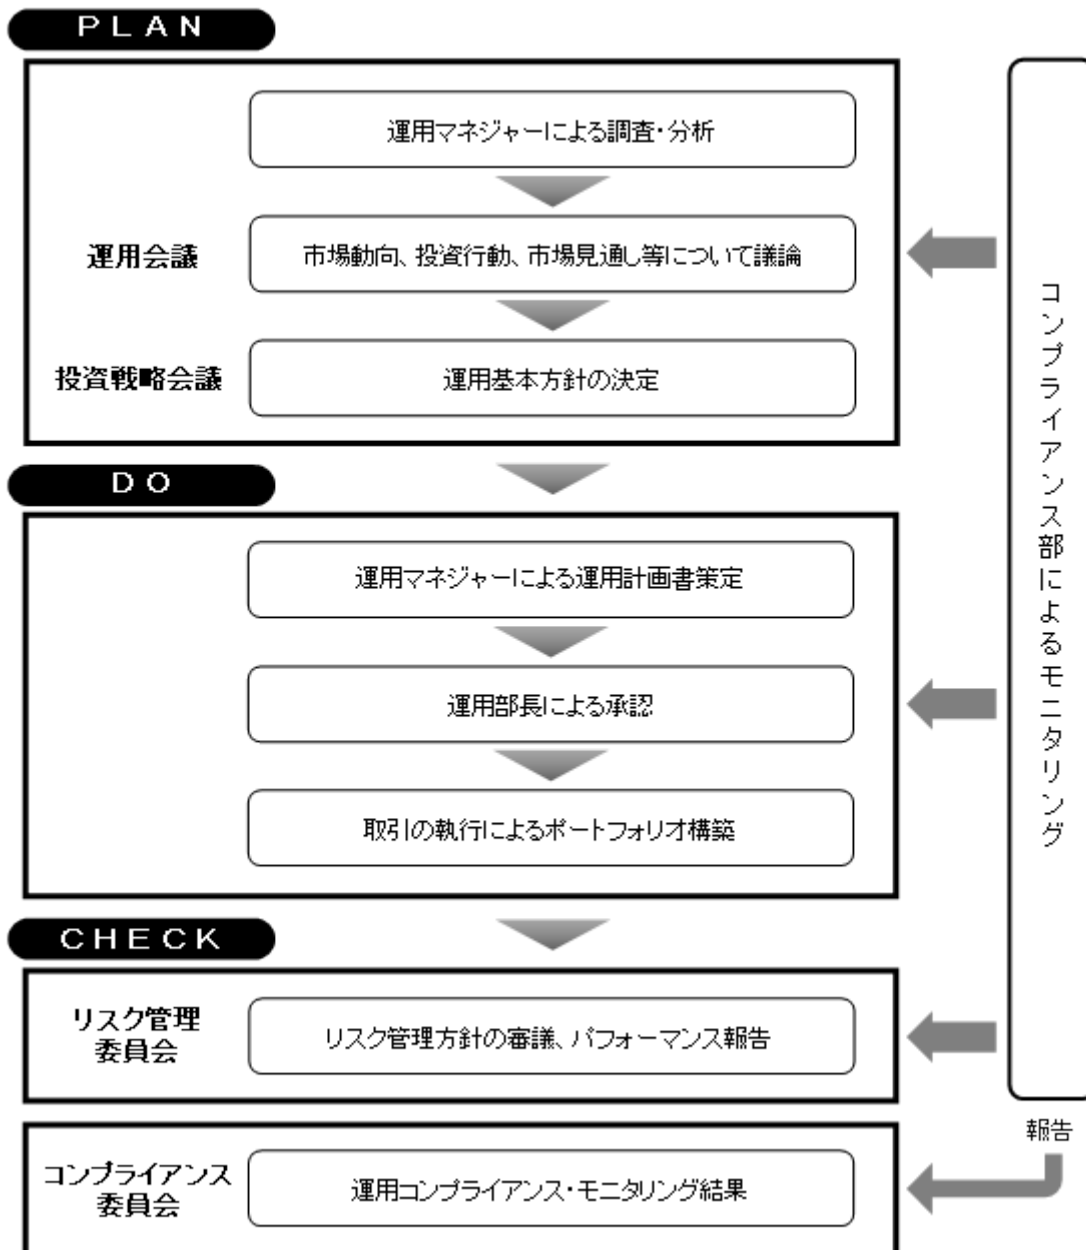 PLAN
運用マネジャーによる調査・分析
運用会議
市場動向、投資行動、市場見通し等について議論
投資戦略会議
運用基本方針の決定
DO
運用マネジャーによる運用計画書策定
運用部長による承認
取引の執行によるポートフォリオ構築
CHECK
リスク管理
委員会
リスク管理方針の審議、パフォーマンス報告
コンプライアンス
委員会
運用コンプライアンス・モニタリング結果
コンプライアンス部によるモニタリング
報告